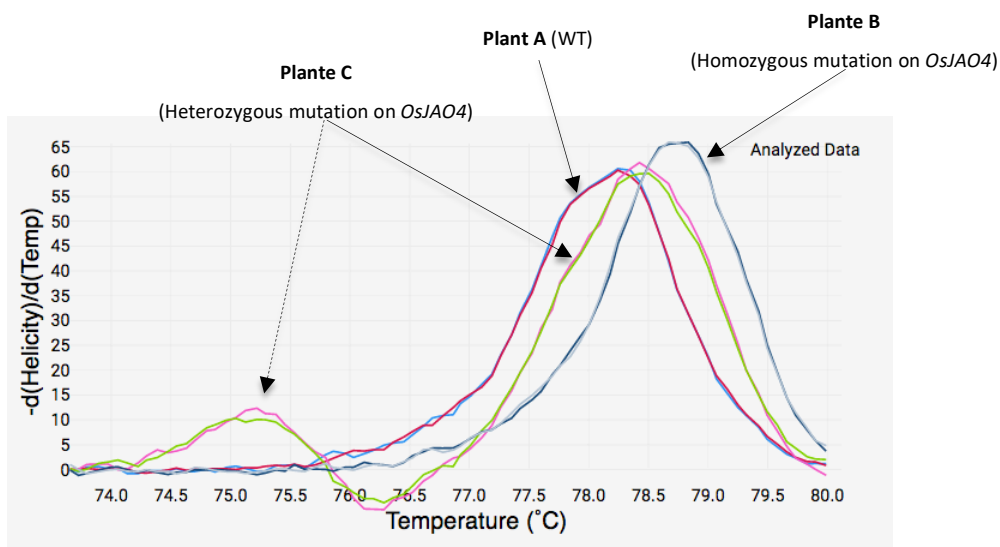 Plante B
Plant A (WT)
(Homozygous mutation on OsJAO4)
Plante C
(Heterozygous mutation on OsJAO4)
Analyzed Data
65
60
55
50
45
40
35
30
25
20
15
10
5
0
-d(Helicity)/d(Temp)
74.0 74.5 75.0 75.5 76.0 76.5 77.0 77.5 78.0 78.5 79.0 79.5 80.0
Temperature (˚C)